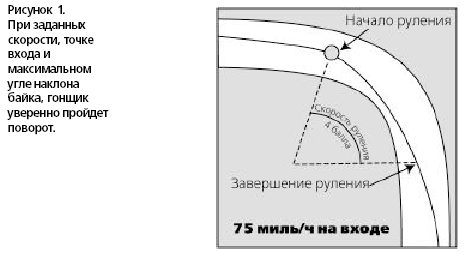 Рисунок 1.
При заданных
скорости, точке
входа и
максимальном
угле наклона
байка, гонщик
уверенно пройдет
поворот.
Начало руления
Скорость руления
4 балла
Завершение руления
75 миль/ч на входе